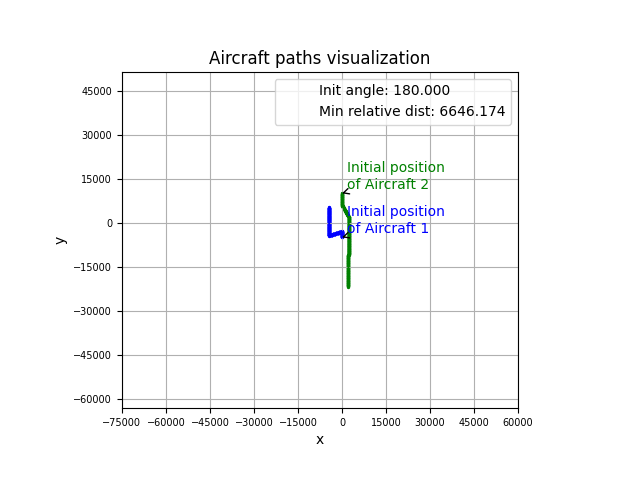 Aircraft paths visualization
Init angle: 180.000
Min relative dist: 6646.174
45000
30000
15000
0
−15000
−30000
−45000
−60000
y
Initial position
of Aircraft 2
Initial position
of Aircraft 1
−75000 −60000 −45000 −30000 −15000 0 15000 30000 45000 60000
x